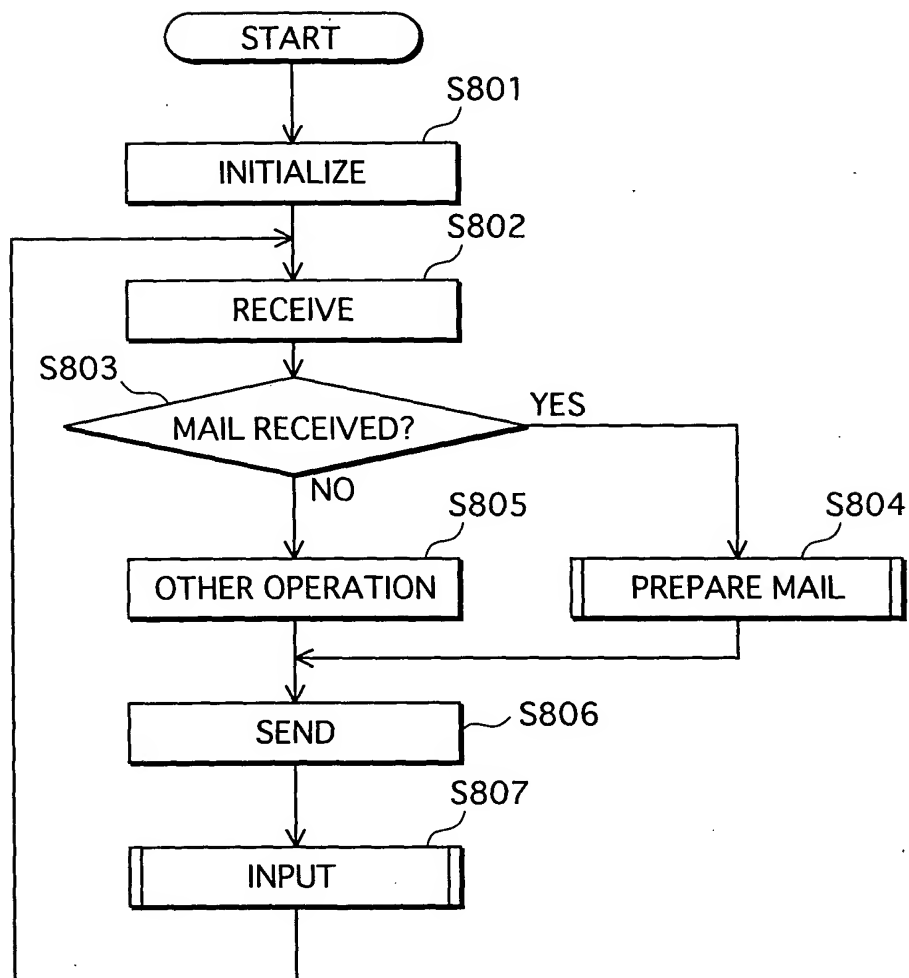 START
S801
INITIALIZE
S802
RECEIVE
S803
MAIL RECEIVED?
YES
NO
S805
S804
OTHER OPERATION
PREPARE MAIL
SEND
S806
S807
INPUT